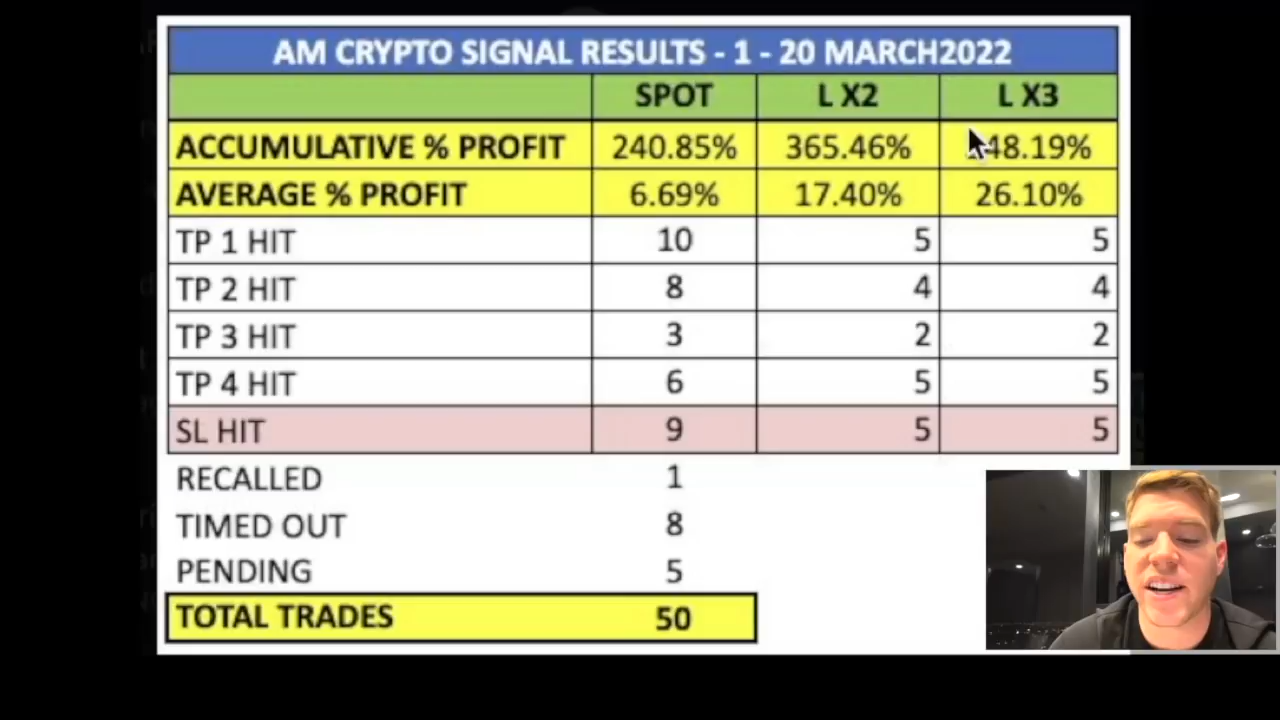 AM CRYPTO SIGNAL RESULTS - 1 - 20 MARCH2022
SPOT L X2 L X3
ACCUMULATIVE % PROFIT 240.85% 365.46% 48.19%
AVERAGE % PROFIT 6.69% 17.40% 26.10%
TP 1 HIT 10 5 5
TP 2 HIT 8 4 4
TP 3 HIT 3 2 2
TP 4 HIT 6 5 5
SL HIT 9 5 5
RECALLED 1
TIMED OUT 8
PENDING 5
TOTAL TRADES 50